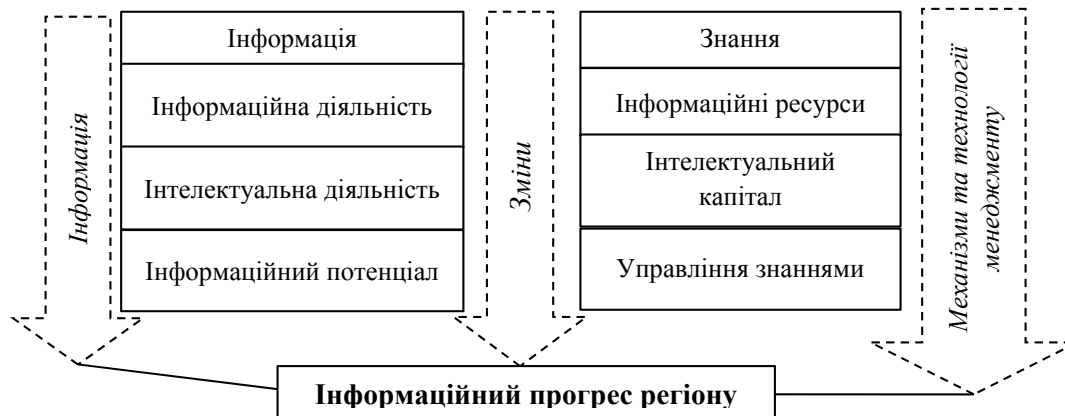 Інформація
Інформація
Інформаційна діяльність
Інтелектуальна діяльність
Інформаційний потенціал
Зміни
Знання
Інформаційні ресурси
Інтелектуальний
капітал
Управління знаннями
Механізми та технології
менеджменту
Інформаційний прогрес регіону